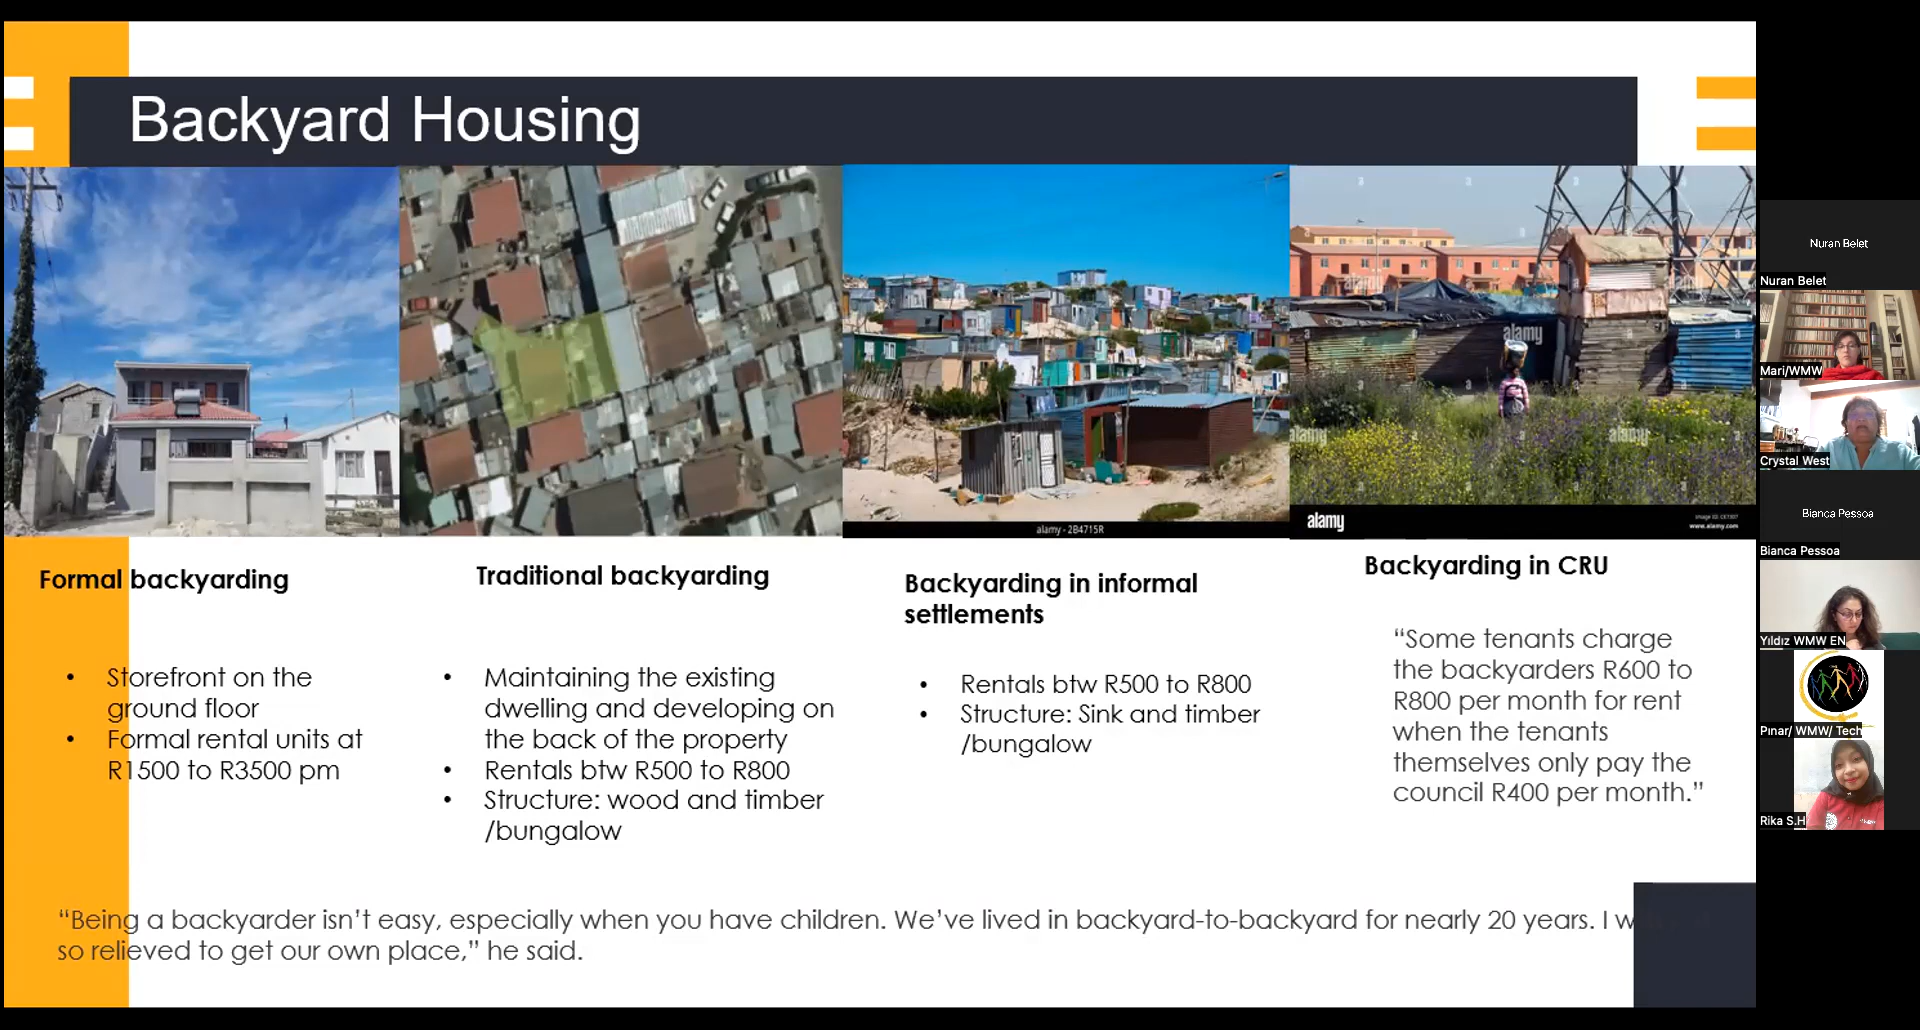 Backyard Housing
alamy
alamy
alamy
alamy - 2B4715R
alamy
www.alamy.com
Formal backyarding
• Storefront on the
ground floor
• Formal rental units at
R1500 to R3500 pm
Traditional backyarding
• Maintaining the existing
dwelling and developing on
the back of the property
• Rentals btw R500 to R800
• Structure: wood and timber
/bungalow
Backyarding in informal
settlements
• Rentals btw R500 to R800
• Structure: Sink and timber
/bungalow
Backyarding in CRU
“Some tenants charge
the backyarders R600 to
R800 per month for rent
when the tenants
themselves only pay the
council R400 per month.”
“Being a backyarder isn’t easy, especially when you have children. We’ve lived in backyard-to-backyard for nearly 20 years. I
so relieved to get our own place,” he said.
Nuran Belet
Nuran Belet
Mari/WMW
Crystal West
Bianca Pessoa
Bianca Pessoa
Yıldız WMW EN
Pınar/ WMW/ Tech
Rika S.H